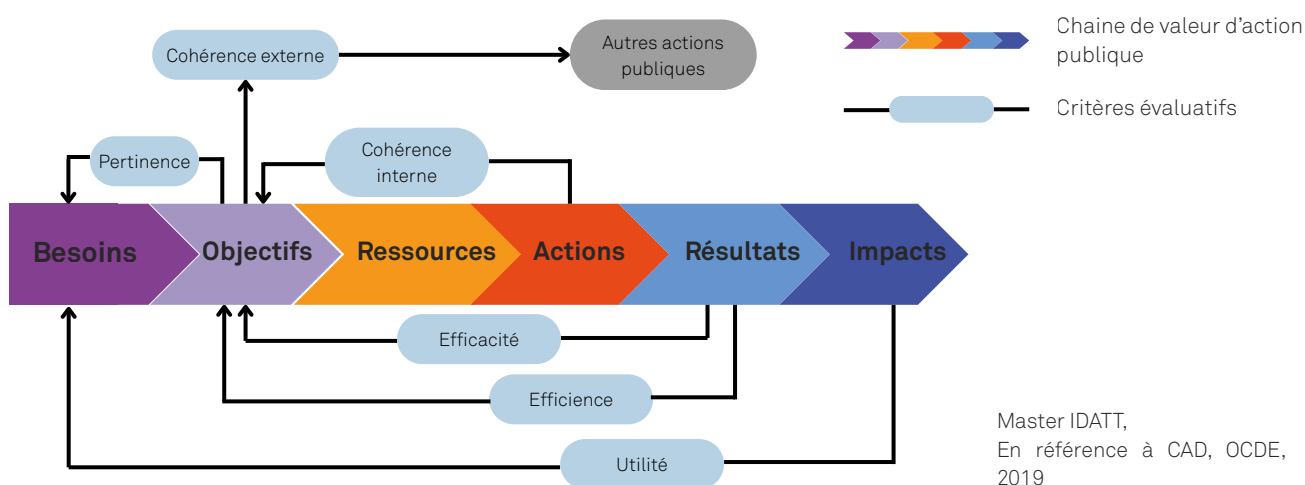 Cohérence externe
Autres actions
publiques
Chaine de valeur d'action
publique
Critères évaluatifs
Pertinence
Cohérence
interne
Besoins
Objectifs
Ressources
Actions
Résultats
Impacts
Efficacité
Efficience
Utilité
Master IDATT,
En référence à CAD, OCDE,
2019